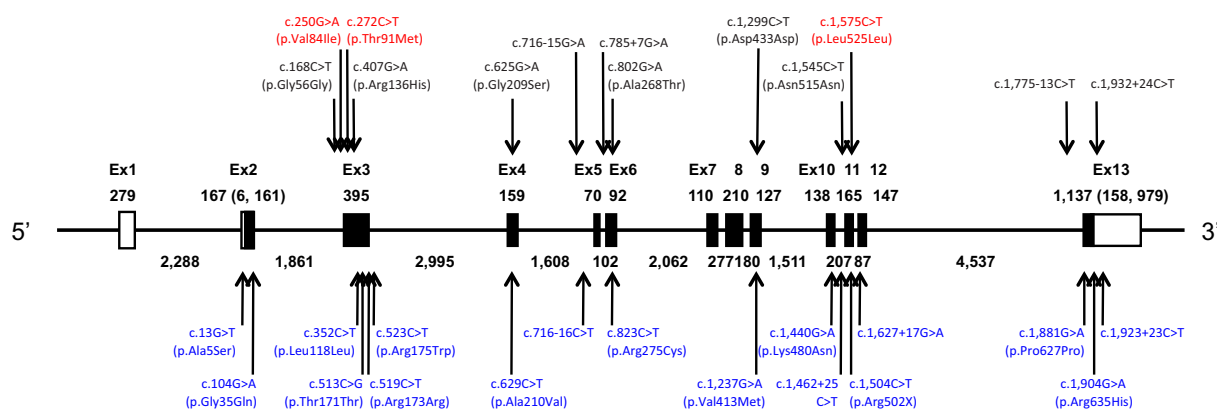 c.250G>A c.272C>T
(p.Val84Ile) (p.Thr91Met)
c.168C>T c.407G>A
(p.Gly56Gly) (p.Arg136His)
c.625G>A
(p.Gly209Ser)
c.716-15G>A
c.785+7G>A
c.802G>A
(p.Ala268Thr)
c.1,299C>T
(p.Asp433Asp)
c.1,575C>T
(p.Leu525Leu)
c.1,545C>T
(p.Asn515Asn)
c.1,775-13C>T c.1,932+24C>T
Ex1 Ex2 Ex3 Ex4 Ex5 Ex6 Ex7 8 9 Ex10 11 12 Ex13
279 167 (6, 161) 395 159 70 92 110 210 127 138 165 147 1,137 (158, 979)
5’ 3’
2,288 1,861 2,995 1,608 102 2,062 277 180 1,511 207 87 4,537
c.13G>T
(p.Ala5Ser)
c.352C>T c.523C>T
(p.Leu118Leu) (p.Arg175Trp)
c.716-16C>T
c.823C>T
(p.Arg275Cys)
c.1,440G>A
(p.Lys480Asn)
c.1,627+17G>A
c.1,881G>A
(p.Pro627Pro)
c.1,923+23C>T
c.104G>A
(p.Gly35Gln)
c.513C>G c.519C>T
(p.Thr171Thr) (p.Arg173Arg)
c.629C>T
(p.Ala210Val)
c.1,237G>A
(p.Val413Met)
c.1,462+25
C>T
c.1,504C>T
(p.Arg502X)
c.1,904G>A
(p.Arg635His)